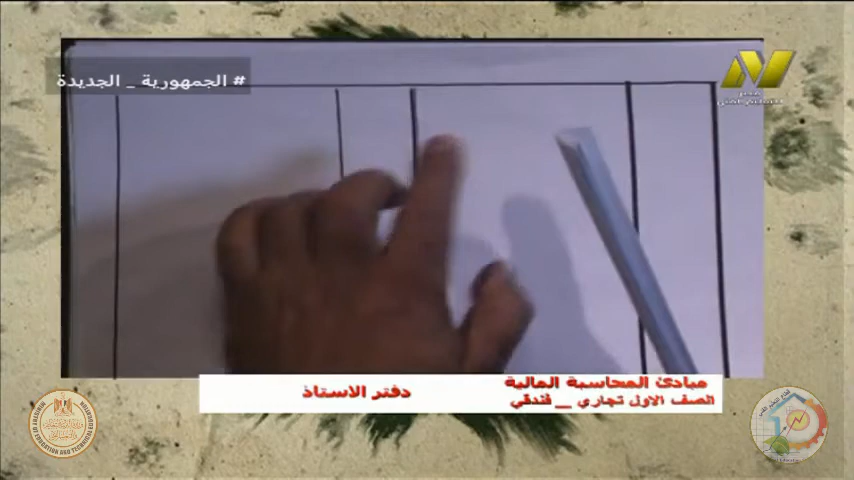 # الجمهورية _ الجديدة
مبادئ المحاسبة المالية
الصف الاول تجاري _ فندقي
دفتر الاستاذ